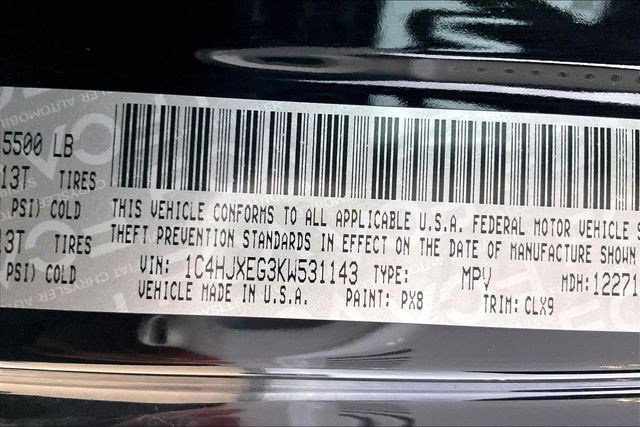 5500 LB
13T TIRES
PSI) COLD
13T TIRES
PSI) COLD
THIS VEHICLE CONFORMS TO ALL APPLICABLE U.S.A. FEDERAL MOTOR VEHICLE S
THEFT PREVENTION STANDARDS IN EFFECT ON THE DATE OF MANUFACTURE SHOWN
VIN: 1C4HJXEG3KW531143 TYPE: MPV MDH: 12271
VEHICLE MADE IN U.S.A. PAINT: PX8 TRIM: CLX9